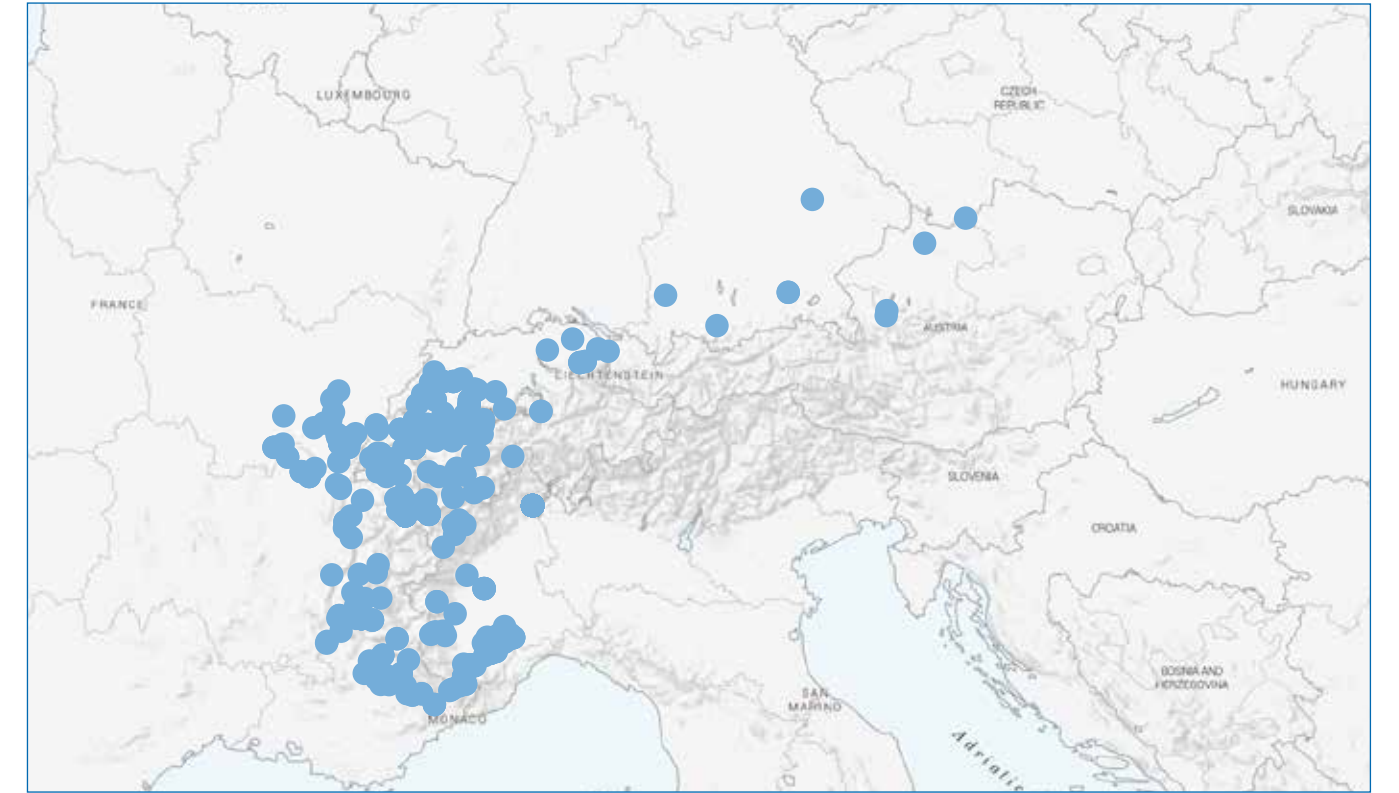 LUXEMBOURG
CZECH
REPUBLIC
SLOVAKIA
FRANCE
AUSTRIA
LIECHTENSTEIN
HUNGARY
SLOVENIA
CROATIA
BOSNIA AND
HERZEGOVINA
SAN
MARINO
MONACO
Adriatic